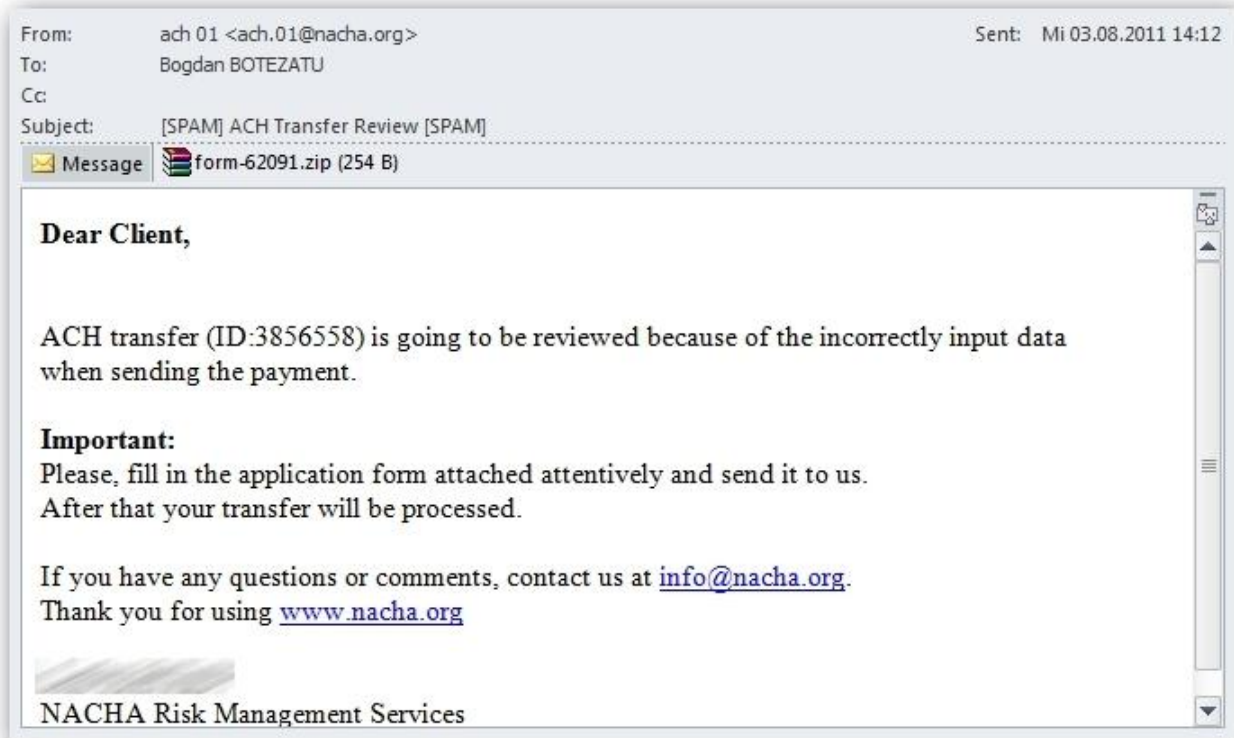 From: ach 01 <ach.01@nacha.org> Sent: Mi 03.08.2011 14:12
To: Bogdan BOTEZATU
Cc:
Subject: [SPAM] ACH Transfer Review [SPAM]
Message form-62091.zip (254 B)
Dear Client,
ACH transfer (ID:3856558) is going to be reviewed because of the incorrectly input data
when sending the payment.
Important:
Please, fill in the application form attached attentively and send it to us.
After that your transfer will be processed.
If you have any questions or comments, contact us at info@nacha.org.
Thank you for using www.nacha.org
NACHA Risk Management Services